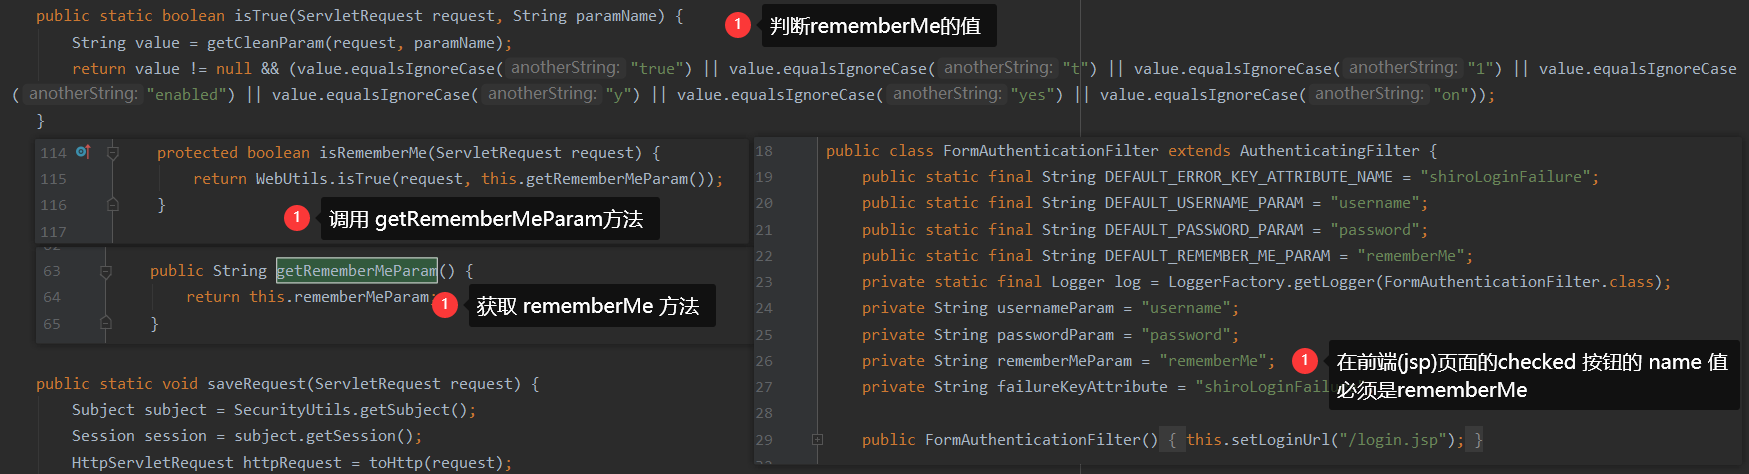 public static boolean isTrue(ServletRequest request, String paramName) {
1 判断rememberMe的值
String value = getCleanParam(request, paramName);
return value != null && (value.equalsIgnoreCase( anotherString: "true") || value.equalsIgnoreCase( anotherString: "t") || value.equalsIgnoreCase( anotherString: "1") || value.equalsIgnoreCase
( anotherString: "enabled") || value.equalsIgnoreCase( anotherString: "y") || value.equalsIgnoreCase( anotherString: "yes") || value.equalsIgnoreCase( anotherString: "on"));
}
114 protected boolean isRememberMe(ServletRequest request) {
115 return WebUtils.isTrue(request, this.getRememberMeParam());
116 }
1 调用 getRememberMeParam方法
117
63 public String getRememberMeParam() {
64 return this.rememberMeParam;
1 获取 rememberMe 方法
65 }
public static void saveRequest(ServletRequest request) {
Subject subject = SecurityUtils.getSubject();
Session session = subject.getSession();
HttpServletRequest httpRequest = toHttp(request);
18 public class FormAuthenticationFilter extends AuthenticatingFilter {
19 public static final String DEFAULT_ERROR_KEY_ATTRIBUTE_NAME = "shiroLoginFailure";
20 public static final String DEFAULT_USERNAME_PARAM = "username";
21 public static final String DEFAULT_PASSWORD_PARAM = "password";
22 public static final String DEFAULT_REMEMBER_ME_PARAM = "rememberMe";
23 private static final Logger log = LoggerFactory.getLogger(FormAuthenticationFilter.class);
24 private String usernameParam = "username";
25 private String passwordParam = "password";
26 private String rememberMeParam = "rememberMe";
1 在前端(jsp)页面的checked 按钮的 name 值
必须是rememberMe
27 private String failureKeyAttribute = "shiroLoginFail
28
29 public FormAuthenticationFilter() { this.setLoginUrl("/login.jsp"); }